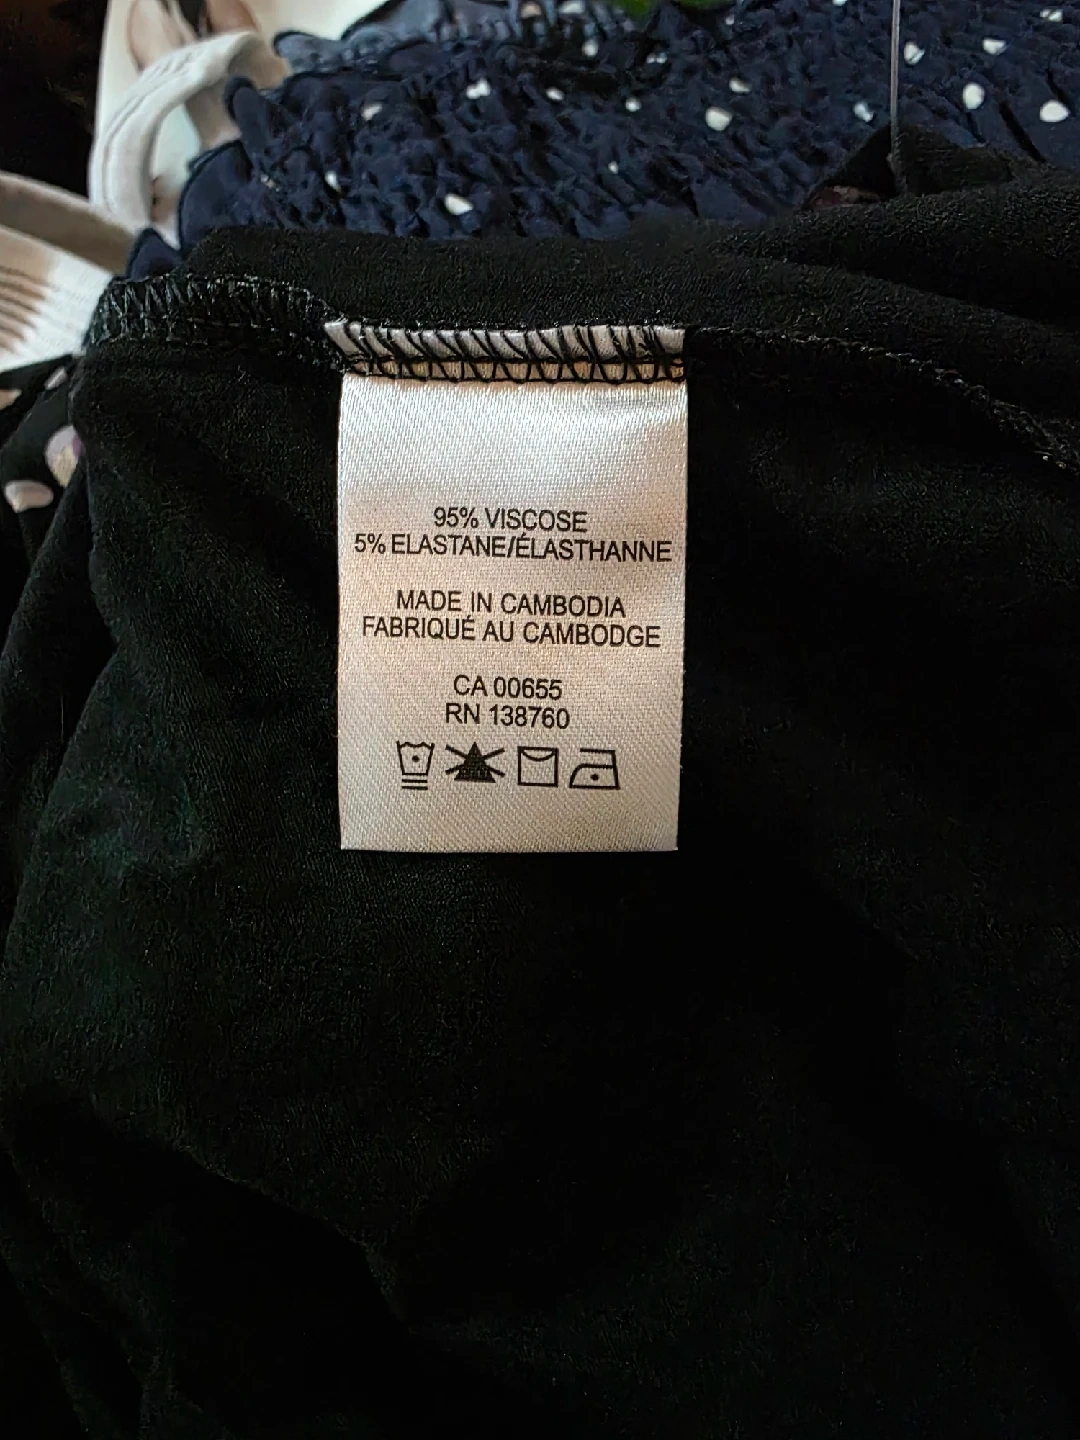 95% VISCOSE
5% ELASTANE/ÉLASTHANNE
MADE IN CAMBODIA
FABRIQUÉ AU CAMBODGE
CA 00655
RN 138760